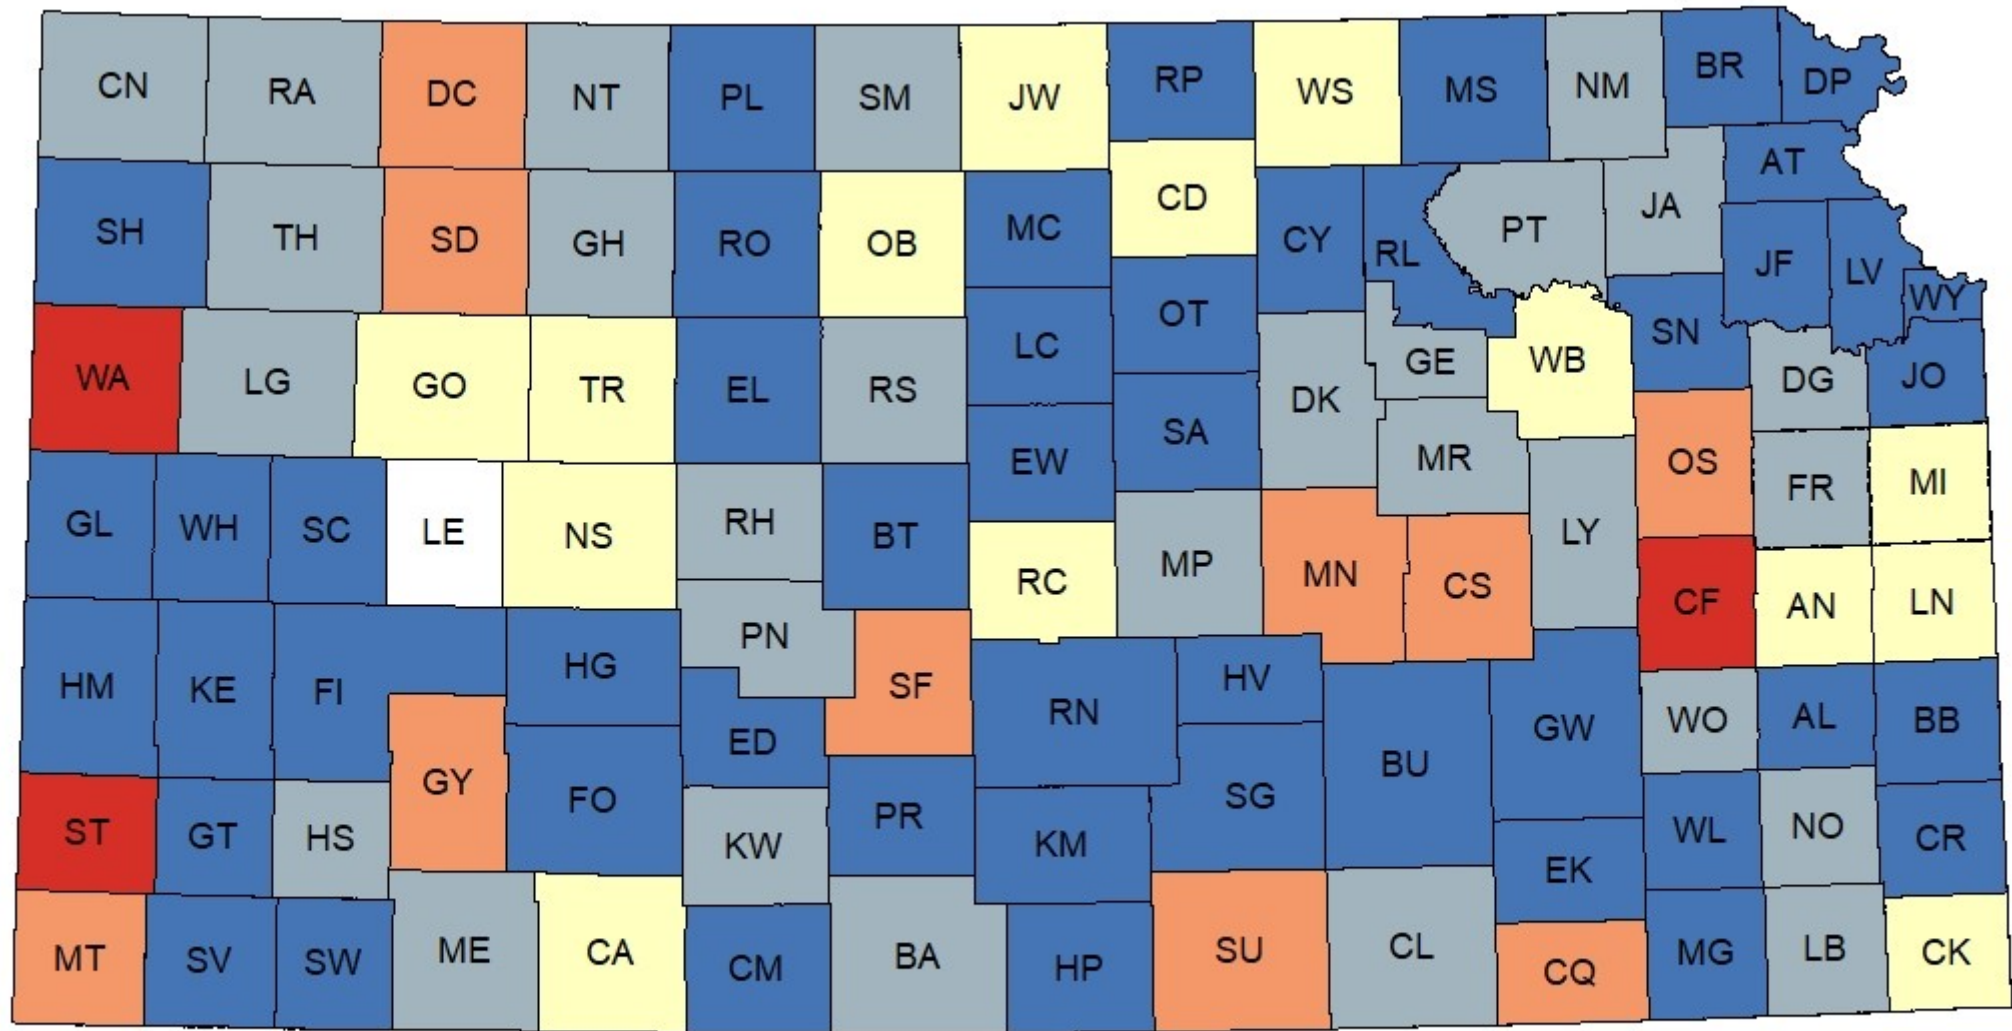 CN RA DC NT PL SM JW RP WS MS NM BR DP
SH TH SD GH RO OB MC CD CY RL PT JA AT
JF LV WY
WA LG GO TR EL RS LC OT DK GE WB SN DG JO
EW SA MR OS FR MI
GL WH SC LE NS RH BT RC MP MN CS LY CF AN LN
HM KE FI HG PN SF RN HV GW WO AL BB
GY FO ED PR KM SG BU EK WL NO CR
ST GT HS KW
MT SV SW ME CA CM BA HP SU CL CQ MG LB CK